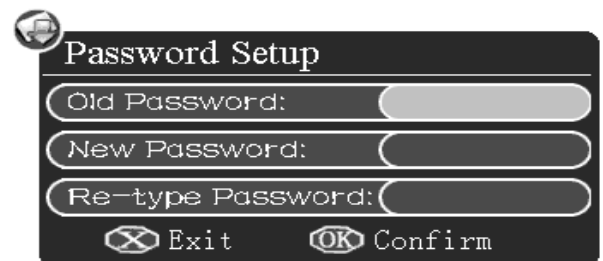 Password Setup
Old Password:
New Password:
Re-type Password:
Exit OK Confirm